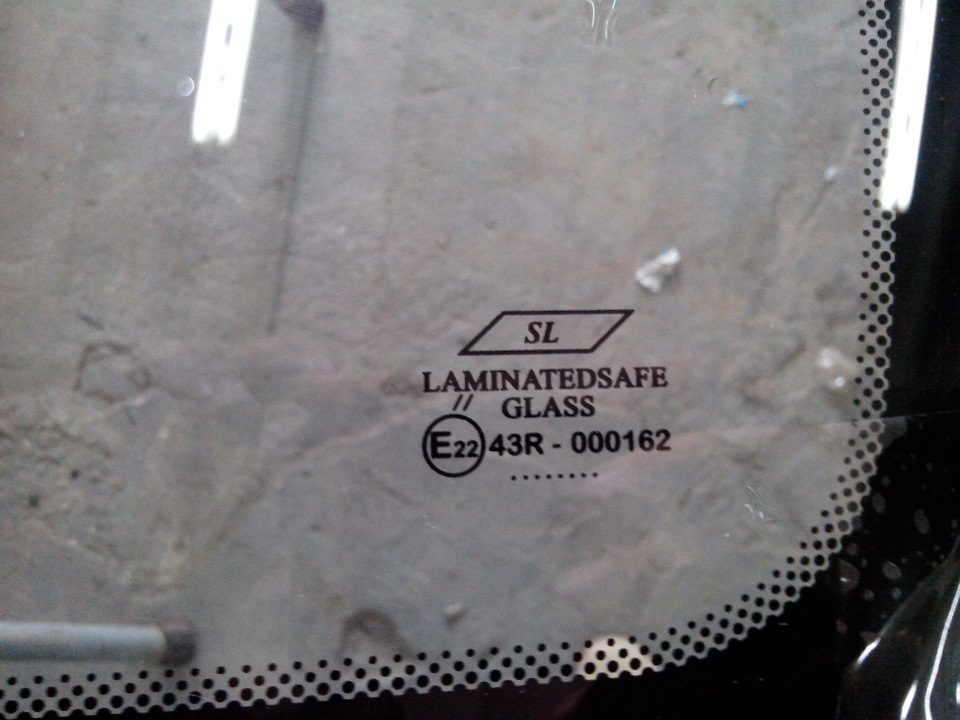 SL
LAMINATEDSAFE
GLASS
//
E22 43R - 000162
........